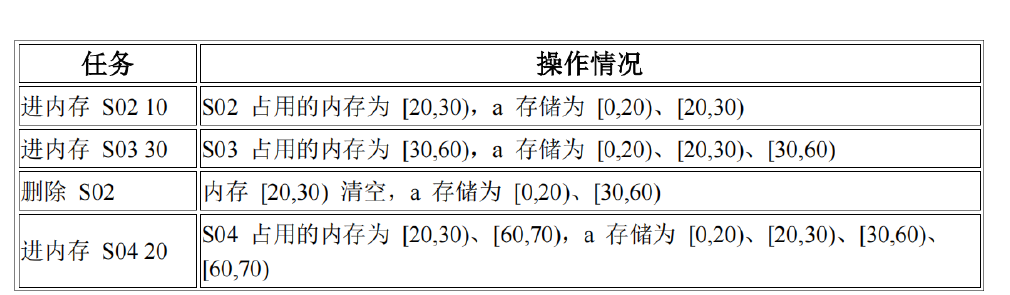 任务 操作情况
进内存 S02 10 S02 占用的内存为 [20,30)，a 存储为 [0,20)、[20,30)
进内存 S03 30 S03 占用的内存为 [30,60)，a 存储为 [0,20)、[20,30)、[30,60)
删除 S02 内存 [20,30) 清空，a 存储为 [0,20)、[30,60)
进内存 S04 20 S04 占用的内存为 [20,30)、[60,70)，a 存储为 [0,20)、[20,30)、[30,60)、
[60,70)